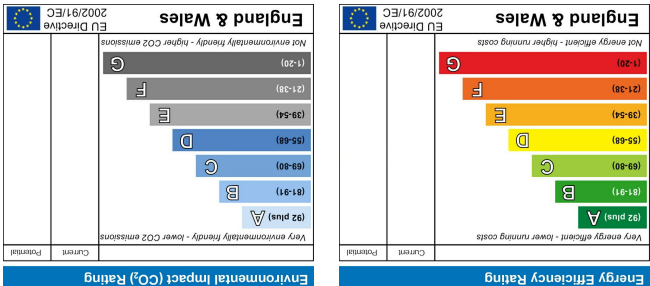 Energy Efficiency Rating
Current Potential
Very energy efficient - lower running costs
(92 plus) A
(81-91) B
(69-80) C
(55-68) D
(39-54) E
(21-38) F
(1-20) G
Not energy efficient - higher running costs
England & Wales
EU Directive
2002/91/EC
Environmental Impact (CO₂) Rating
Current Potential
Very environmentally friendly - lower CO2 emissions
(92 plus) A
(81-91) B
(69-80) C
(55-68) D
(39-54) E
(21-38) F
(1-20) G
Not environmentally friendly - higher CO2 emissions
England & Wales
EU Directive
2002/91/EC